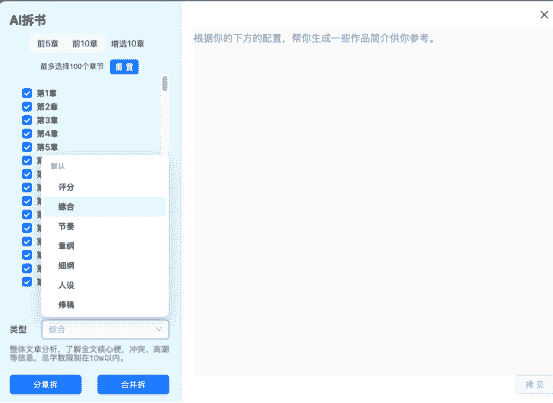 AI拆书
根据你的下方的配置，帮你生成一些作品简介供你参考。
前5章 前10章 增选10章
最多选择100个章节 重 置
第1章
第2章
第3章
第4章
第5章
默认
评分
综合
节奏
章纲
细纲
人设
修稿
类型 综合
整体文章分析，了解全文核心梗，冲突，高潮
等信息，总字数限制在10w以内。
分章拆 合并拆
拷 贝